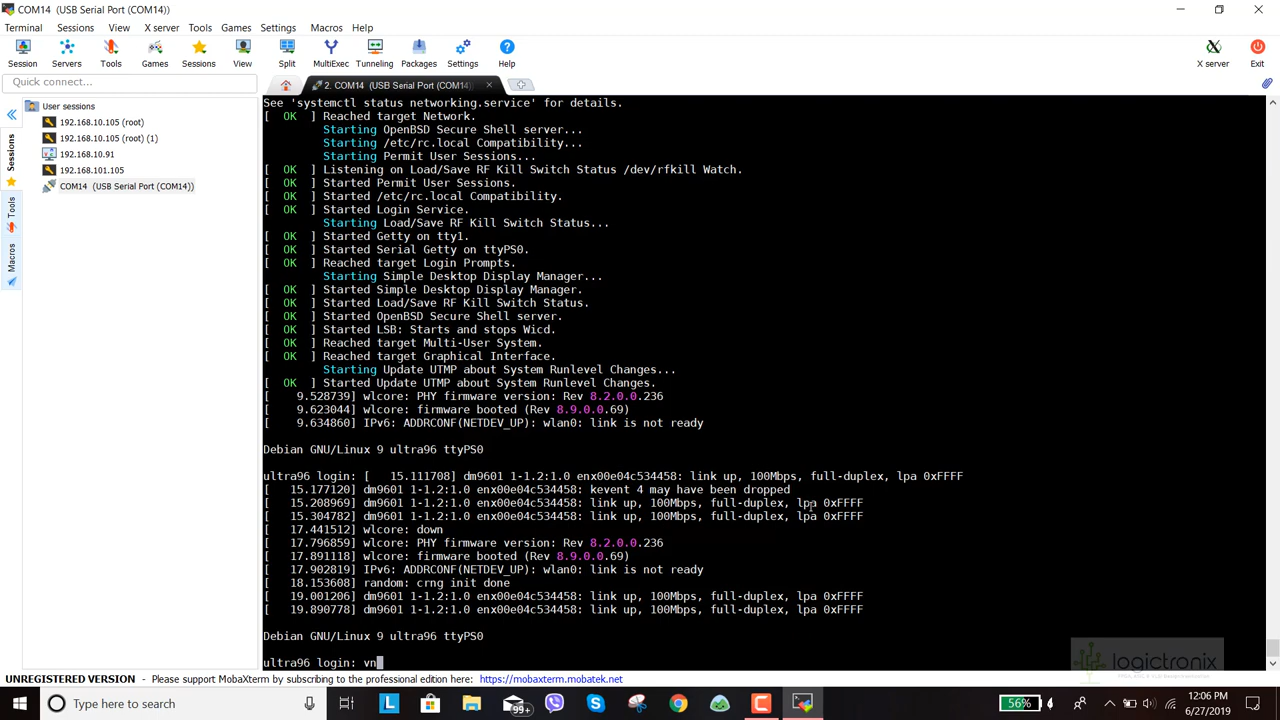 COM14  (USB Serial Port (COM14))
Terminal Sessions View X server Tools Games Settings Macros Help
Session Servers Tools Games Sessions View Split MultiExec Tunneling Packages Settings Help X server Exit
Quick connect...
2. COM14  (USB Serial Port (COM14)
Sessions
Tools
Macros
User sessions
192.168.10.105 (root)
192.168.10.105 (root) (1)
192.168.10.91
192.168.101.105
COM14  (USB Serial Port (COM14))
See 'systemctl status networking.service' for details.
[  OK  ] Reached target Network.
Starting OpenBSD Secure Shell server...
Starting /etc/rc.local Compatibility...
Starting Permit User Sessions...
[  OK  ] Listening on Load/Save RF Kill Switch Status /dev/rfkill Watch.
[  OK  ] Started Permit User Sessions.
[  OK  ] Started /etc/rc.local Compatibility.
[  OK  ] Started Login Service.
Starting Load/Save RF Kill Switch Status...
[  OK  ] Started Getty on tty1.
[  OK  ] Started Serial Getty on ttyPS0.
[  OK  ] Reached target Login Prompts.
Starting Simple Desktop Display Manager...
[  OK  ] Started Simple Desktop Display Manager.
[  OK  ] Started Load/Save RF Kill Switch Status.
[  OK  ] Started OpenBSD Secure Shell server.
[  OK  ] Started LSB: Starts and stops Wicd.
[  OK  ] Reached target Multi-User System.
[  OK  ] Reached target Graphical Interface.
Starting Update UTMP about System Runlevel Changes...
[  OK  ] Started Update UTMP about System Runlevel Changes.
[    9.528739] wlcore: PHY firmware version: Rev 8.2.0.0.236
[    9.623044] wlcore: firmware booted (Rev 8.9.0.0.69)
[    9.634860] IPv6: ADDRCONF(NETDEV_UP): wlan0: link is not ready
Debian GNU/Linux 9 ultra96 ttyPS0
ultra96 login: [   15.111708] dm9601 1-1.2:1.0 enx00e04c534458: link up, 100Mbps, full-duplex, lpa 0xFFFF
[   15.177120] dm9601 1-1.2:1.0 enx00e04c534458: kevent 4 may have been dropped
[   15.208969] dm9601 1-1.2:1.0 enx00e04c534458: link up, 100Mbps, full-duplex, lpa 0xFFFF
[   15.304782] dm9601 1-1.2:1.0 enx00e04c534458: link up, 100Mbps, full-duplex, lpa 0xFFFF
[   17.441512] wlcore: down
[   17.796859] wlcore: PHY firmware version: Rev 8.2.0.0.236
[   17.891118] wlcore: firmware booted (Rev 8.9.0.0.69)
[   17.902819] IPv6: ADDRCONF(NETDEV_UP): wlan0: link is not ready
[   18.153608] random: crng init done
[   19.001206] dm9601 1-1.2:1.0 enx00e04c534458: link up, 100Mbps, full-duplex, lpa 0xFFFF
[   19.890778] dm9601 1-1.2:1.0 enx00e04c534458: link up, 100Mbps, full-duplex, lpa 0xFFFF
Debian GNU/Linux 9 ultra96 ttyPS0
ultra96 login: vn
logictronix
UNREGISTERED VERSION - Please support MobaXterm by subscribing to the professional edition here: https://mobaxterm.mobatek.net
Type here to search
L
99+
56%
12:06 PM
6/27/2019